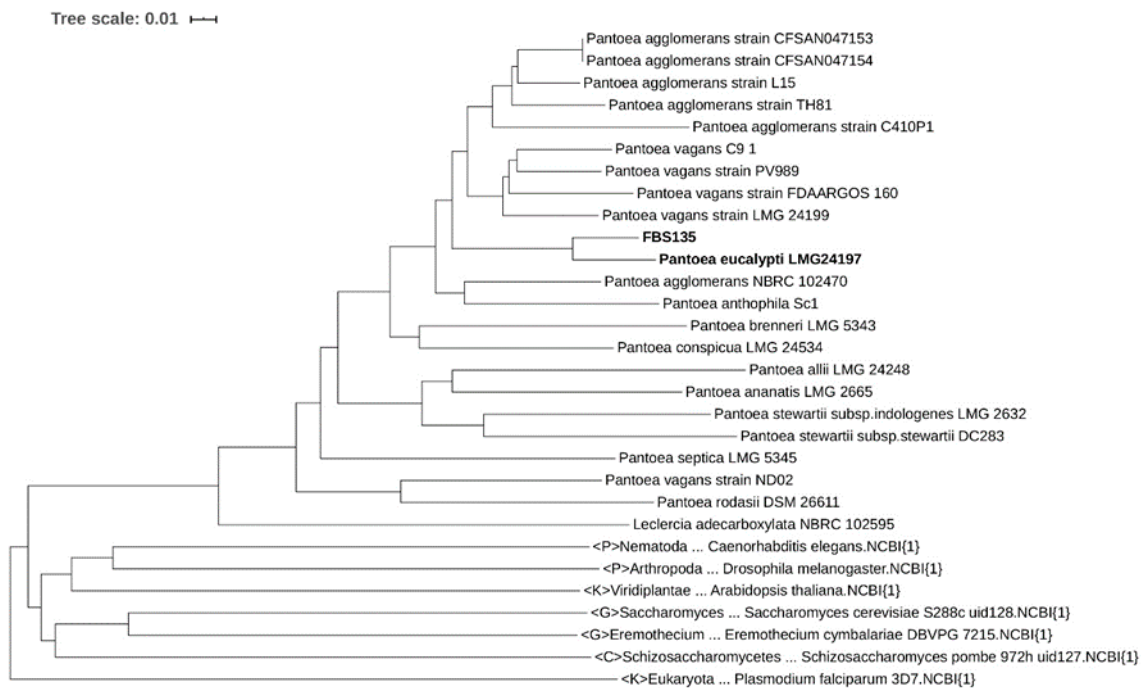 Tree scale: 0.01
Pantoea agglomerans strain CFSAN047153
Pantoea agglomerans strain CFSAN047154
Pantoea agglomerans strain L15
Pantoea agglomerans strain TH81
Pantoea agglomerans strain C410P1
Pantoea vagans C9 1
Pantoea vagans strain PV989
Pantoea vagans strain FDAARGOS 160
Pantoea vagans strain LMG 24199
FBS135
Pantoea eucalypti LMG24197
Pantoea agglomerans NBRC 102470
Pantoea anthophila Sc1
Pantoea brenneri LMG 5343
Pantoea conspicua LMG 24534
Pantoea allii LMG 24248
Pantoea ananatis LMG 2665
Pantoea stewartii subsp.indologenes LMG 2632
Pantoea stewartii subsp.stewartii DC283
Pantoea septica LMG 5345
Pantoea vagans strain ND02
Pantoea rodasii DSM 26611
Leclercia adecarboxylata NBRC 102595
<P>Nematoda ... Caenorhabditis elegans.NCBI{1}
<P>Arthropoda ... Drosophila melanogaster.NCBI{1}
<K>Viridiplantae ... Arabidopsis thaliana.NCBI{1}
<G>Saccharomyces ... Saccharomyces cerevisiae S288c uid128.NCBI{1}
<G>Eremothecium ... Eremothecium cymbalariae DBVPG 7215.NCBI{1}
<C>Schizosaccharomycetes ... Schizosaccharomyces pombe 972h uid127.NCBI{1}
<K>Eukaryota ... Plasmodium falciparum 3D7.NCBI{1}